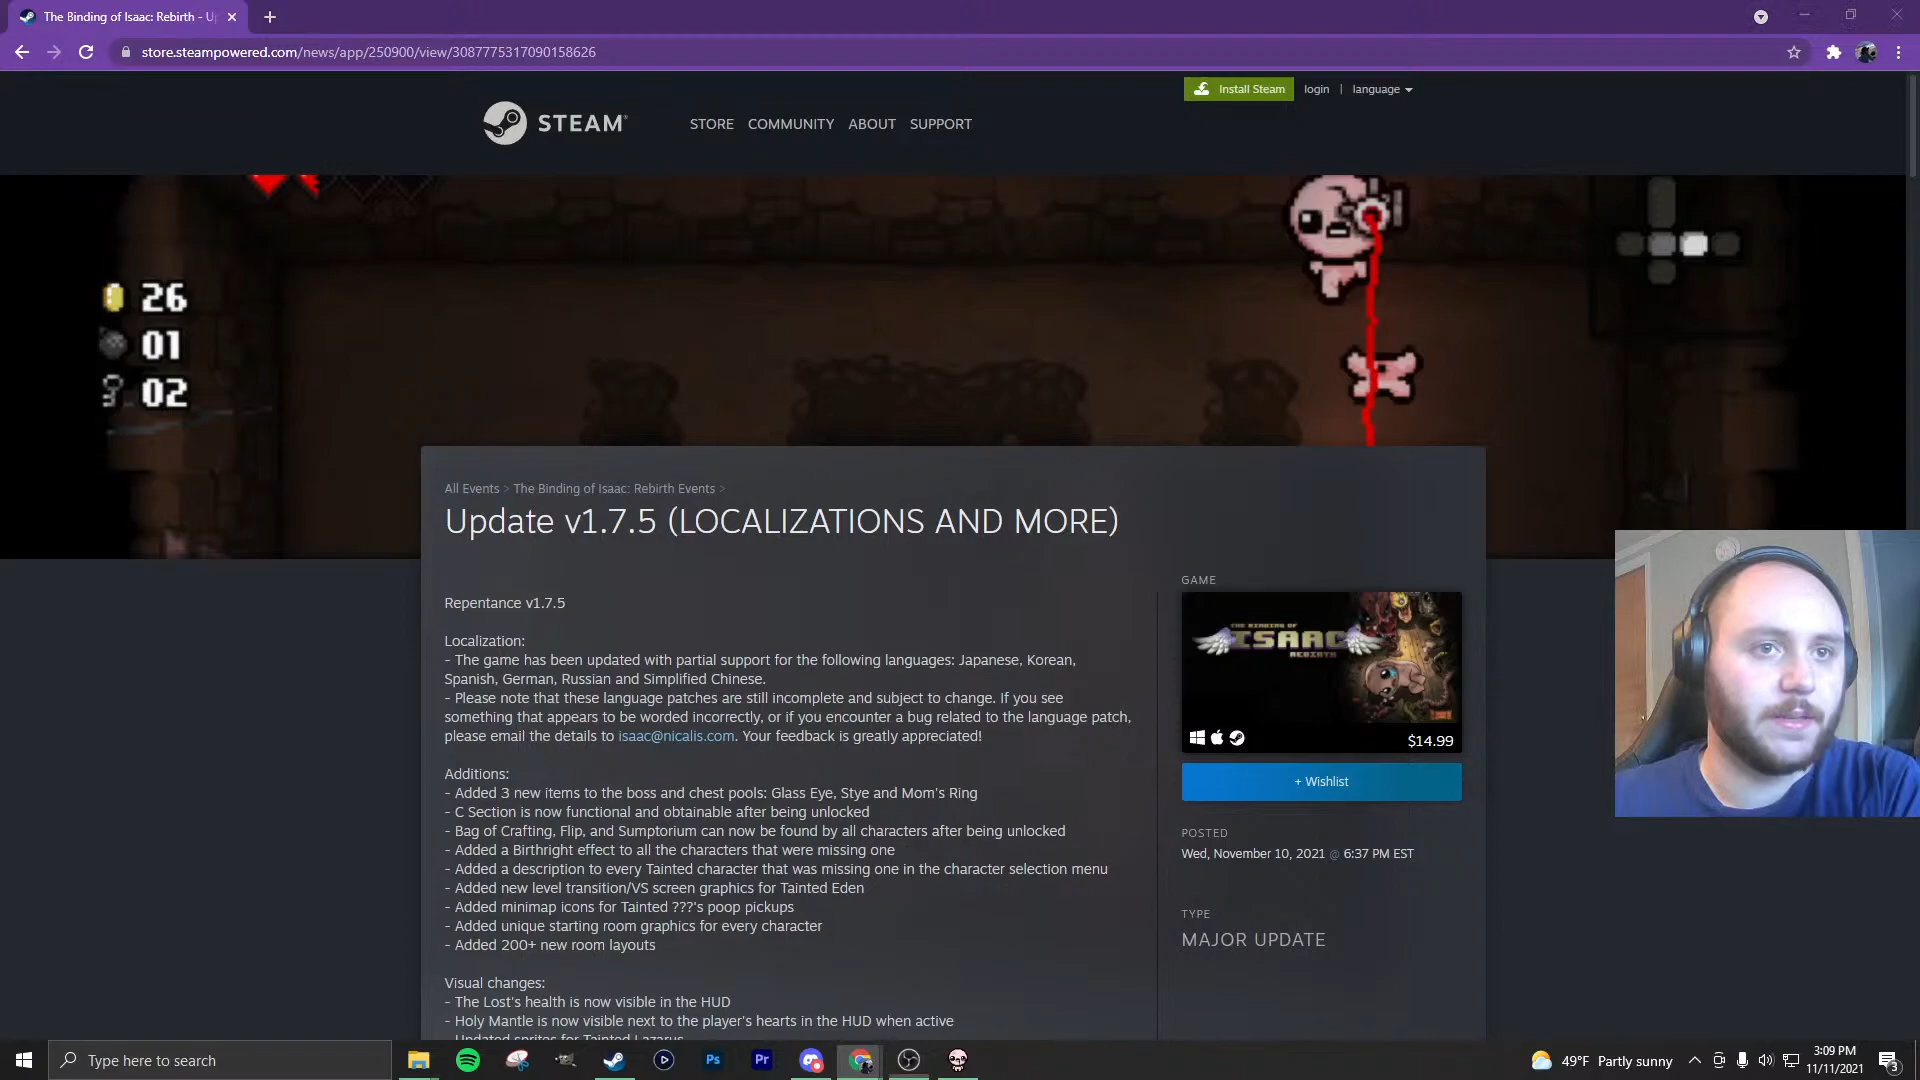 The Binding of Isaac: Rebirth - Up
store.steampowered.com/news/app/250900/view/3087775317090158626
Install Steam
login | language
STEAM
STORE COMMUNITY ABOUT SUPPORT
26
01
02
All Events > The Binding of Isaac: Rebirth Events >
Update v1.7.5 (LOCALIZATIONS AND MORE)
Repentance v1.7.5
Localization:
- The game has been updated with partial support for the following languages: Japanese, Korean,
Spanish, German, Russian and Simplified Chinese.
- Please note that these language patches are still incomplete and subject to change. If you see
something that appears to be worded incorrectly, or if you encounter a bug related to the language patch,
please email the details to isaac@nicalis.com. Your feedback is greatly appreciated!
Additions:
- Added 3 new items to the boss and chest pools: Glass Eye, Stye and Mom's Ring
- C Section is now functional and obtainable after being unlocked
- Bag of Crafting, Flip, and Sumptorium can now be found by all characters after being unlocked
- Added a Birthright effect to all the characters that were missing one
- Added a description to every Tainted character that was missing one in the character selection menu
- Added new level transition/VS screen graphics for Tainted Eden
- Added minimap icons for Tainted ???'s poop pickups
- Added unique starting room graphics for every character
- Added 200+ new room layouts
Visual changes:
- The Lost's health is now visible in the HUD
- Holy Mantle is now visible next to the player's hearts in the HUD when active
- Updated sprites for Tainted Lazarus
GAME
THE BINDING OF
ISAAC
REBIRTH
$14.99
+ Wishlist
POSTED
Wed, November 10, 2021 @ 6:37 PM EST
TYPE
MAJOR UPDATE
Type here to search
Ps
Pr
49°F Partly sunny
3:09 PM
11/11/2021
3